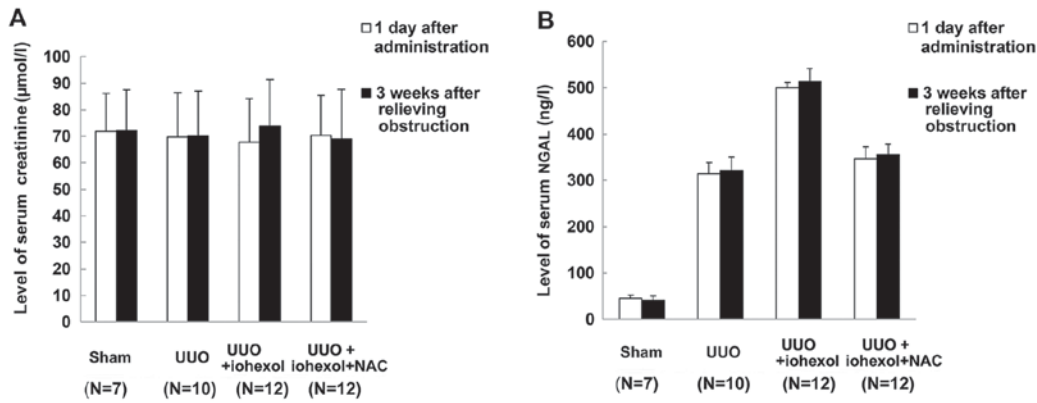 A
Level of serum creatinine (μmol/l)
100
90
80
70
60
50
40
30
20
10
0
1 day after
administration
3 weeks after
relieving
obstruction
Sham
(N=7)
UUO
(N=10)
UUO
+iohexol
(N=12)
UUO +
iohexol+NAC
(N=12)
B
Level of serum NGAL (ng/l)
600
500
400
300
200
100
0
1 day after
administration
3 weeks after
relieving
obstruction
Sham
(N=7)
UUO
(N=10)
UUO
+iohexol
(N=12)
UUO +
iohexol+NAC
(N=12)